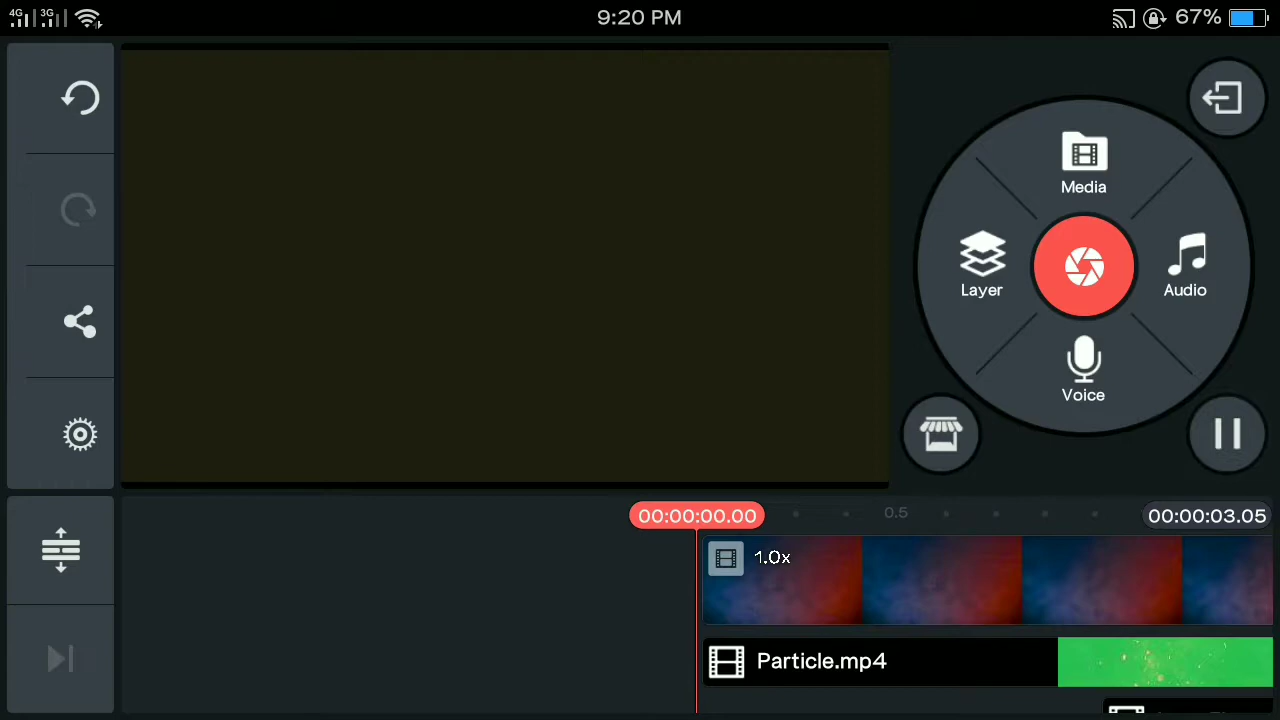 4G 3G 9:20 PM 67%
Media
Layer
Audio
Voice
00:00:00.00 0.5 00:00:03.05
1.0x
Particle.mp4